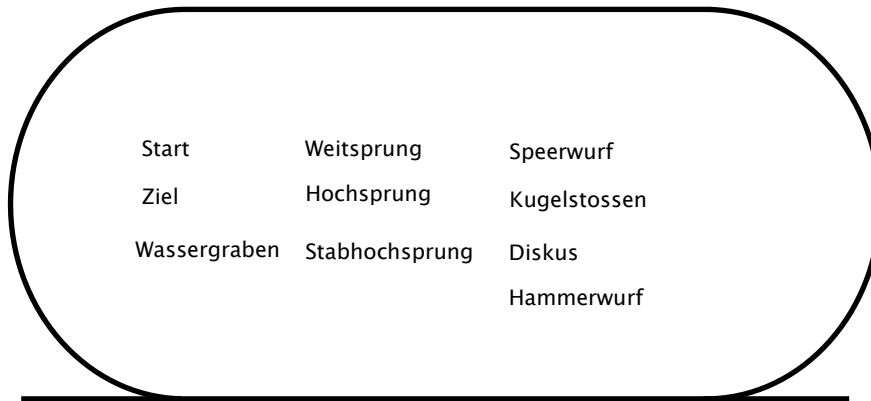 Start
Ziel
Wassergraben
Weitsprung
Hochsprung
Stabhochsprung
Speerwurf
Kugelstossen
Diskus
Hammerwurf